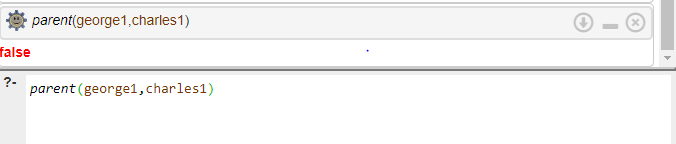 parent(george1,charles1)
false
?- parent(george1,charles1)